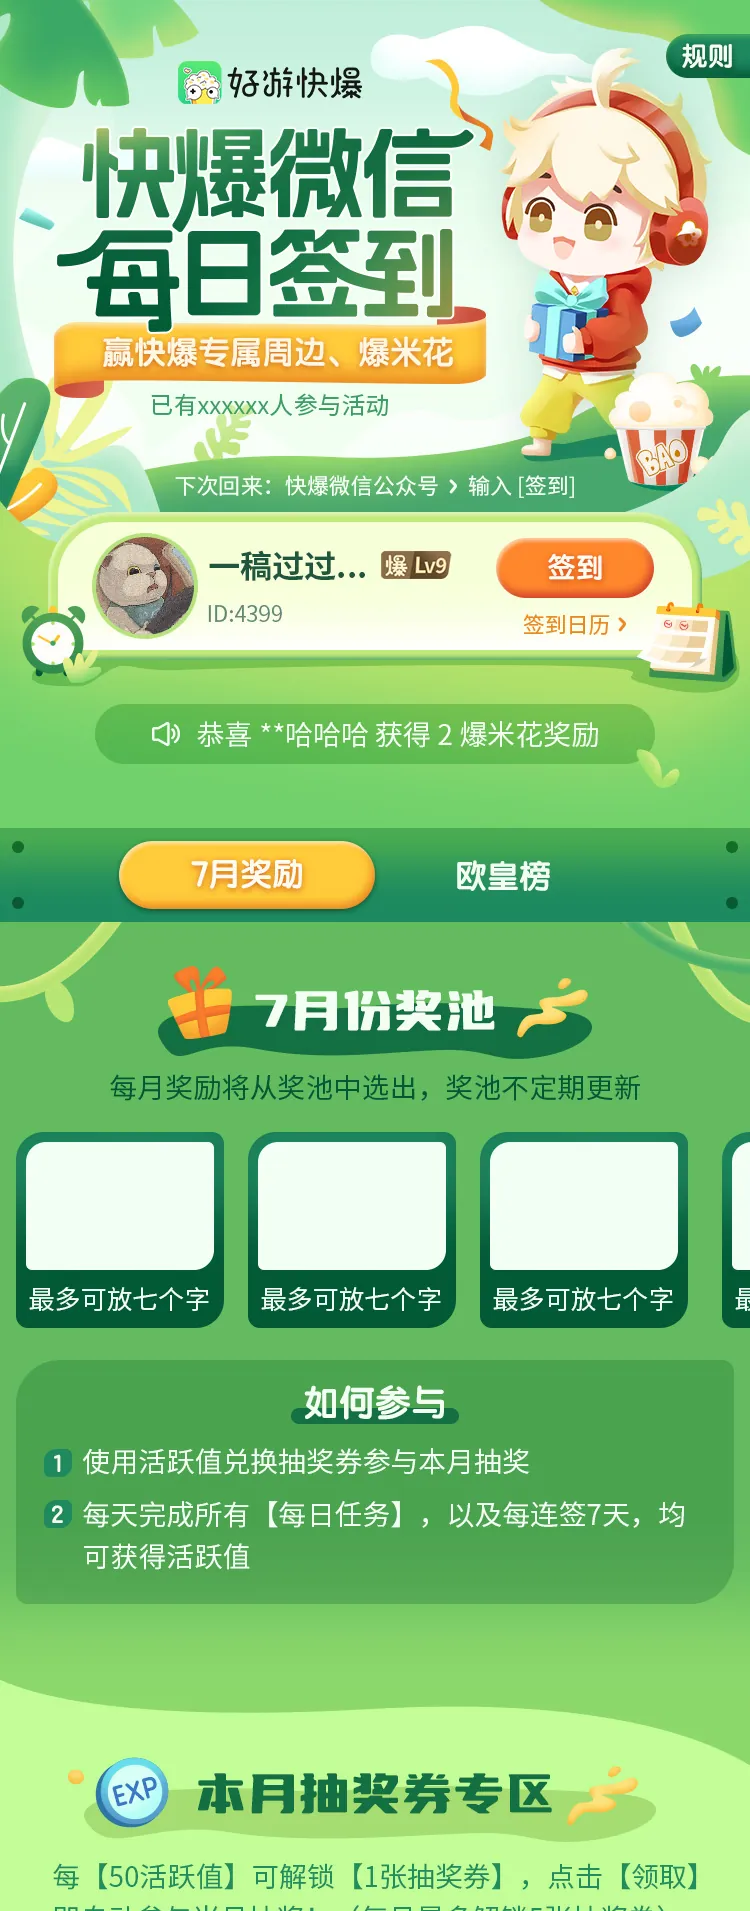 规则
好游快爆
快爆微信
每日签到
赢快爆专属周边、爆米花
已有xxxxxx人参与活动
BAO
下次回来：快爆微信公众号 › 输入 [签到]
一稿过过... 爆 Lv9
签到
ID:4399
签到日历 ›
恭喜 **哈哈哈 获得 2 爆米花奖励
7月奖励
欧皇榜
7月份奖池
每月奖励将从奖池中选出，奖池不定期更新
最多可放七个字
最多可放七个字
最多可放七个字
最
如何参与
1 使用活跃值兑换抽奖券参与本月抽奖
2 每天完成所有【每日任务】，以及每连签7天，均
可获得活跃值
EXP
本月抽奖券专区
每【50活跃值】可解锁【1张抽奖券】，点击【领取】